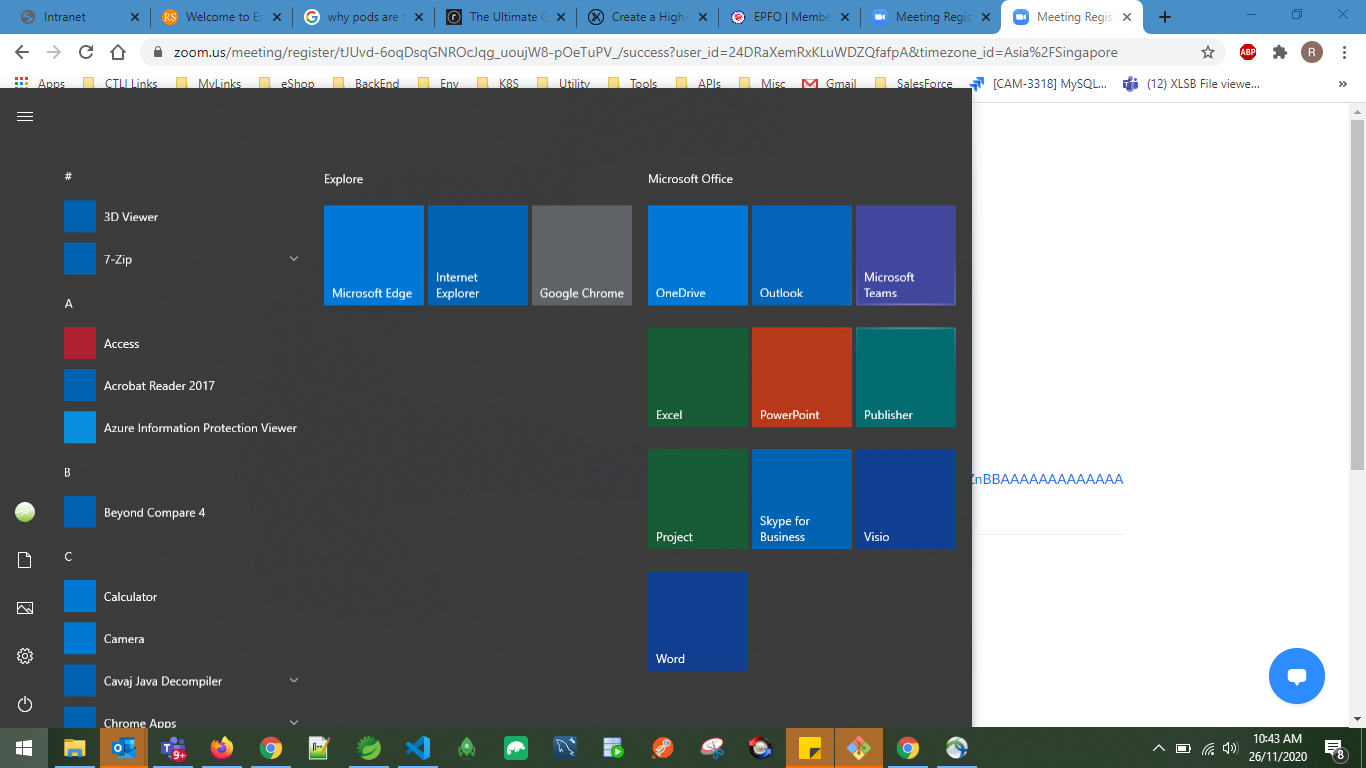 Intranet
Welcome to Es
why pods are
The Ultimate G
Create a High-
EPFO | Membe
Meeting Regis
Meeting Regis
zoom.us/meeting/register/tJUvd-6oqDsqGNROcJqg_uoujW8-pOeTuPV_/success?user_id=24DRaXemRxKLuWDZQfafpA&timezone_id=Asia%2FSingapore
ABP
R
Apps
CTLI Links
MyLinks
eShop
BackEnd
Env
K8S
Utility
Tools
APIs
Misc
Gmail
SalesForce
[CAM-3318] MySQL...
(12) XLSB File viewe...
#
3D Viewer
7-Zip
A
Access
Acrobat Reader 2017
Azure Information Protection Viewer
B
Beyond Compare 4
C
Calculator
Camera
Cavaj Java Decompiler
Chrome Apps
Explore
Microsoft Edge
Internet
Explorer
Google Chrome
Microsoft Office
OneDrive
Outlook
Microsoft
Teams
Excel
PowerPoint
Publisher
Project
Skype for
Business
Visio
Word
ZnBBAAAAAAAAAAAAA
9+
10:43 AM
26/11/2020
8